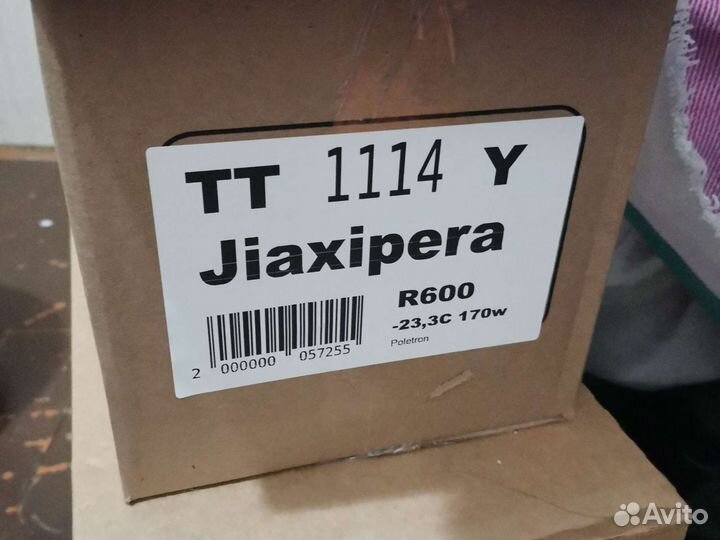 TT 1114 Y
Jiaxipera
R600
-23,3C 170w
Poletron
2 000000 057255
Avito